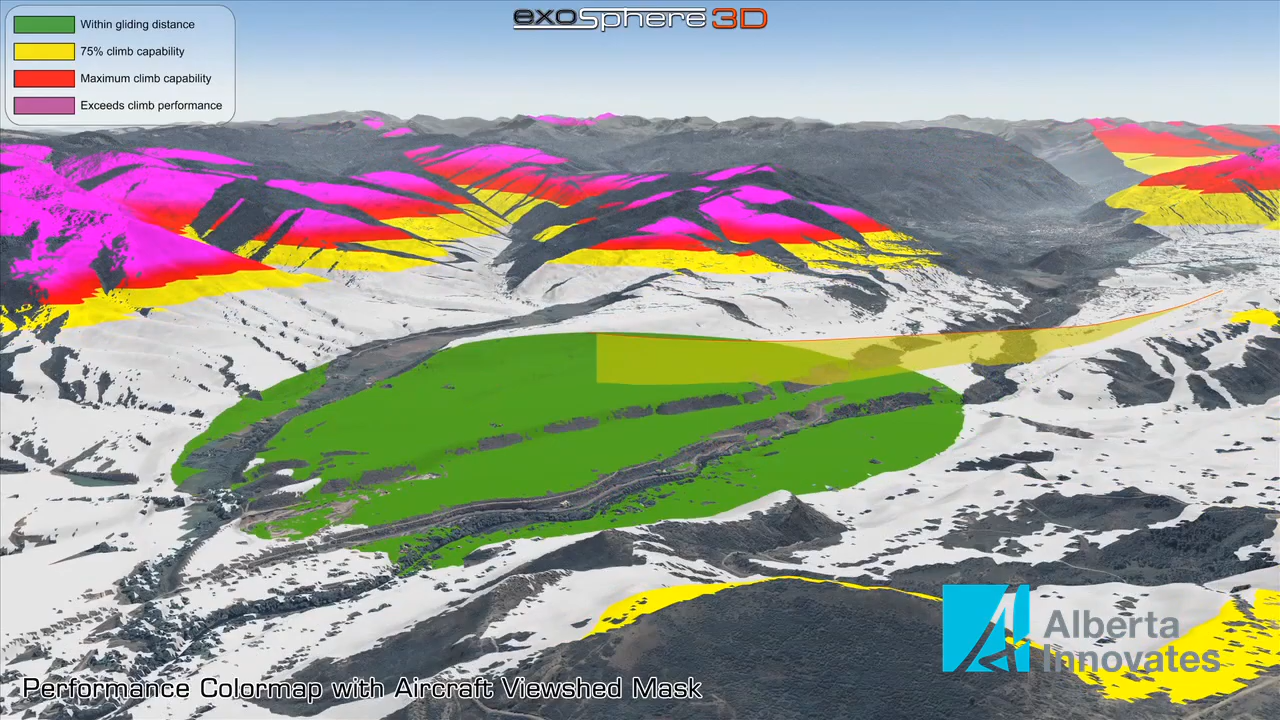 exosphere3D
Within gliding distance
75% climb capability
Maximum climb capability
Exceeds climb performance
Alberta
Innovates
Performance Colormap with Aircraft Viewshed Mask